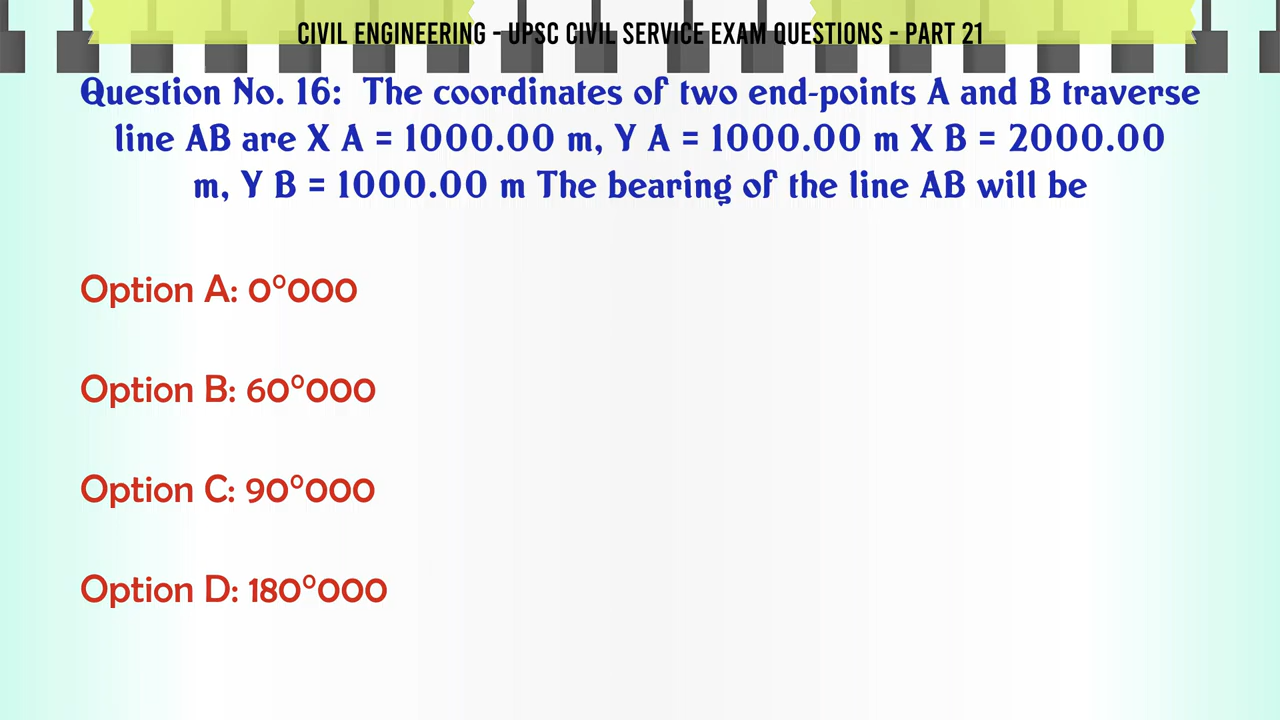 CIVIL ENGINEERING - UPSC CIVIL SERVICE EXAM QUESTIONS - PART 21
Question No. 16: The coordinates of two end-points A and B traverse
line AB are X A = 1000.00 m, Y A = 1000.00 m X B = 2000.00
m, Y B = 1000.00 m The bearing of the line AB will be
Option A: 0°000
Option B: 60°000
Option C: 90°000
Option D: 180°000